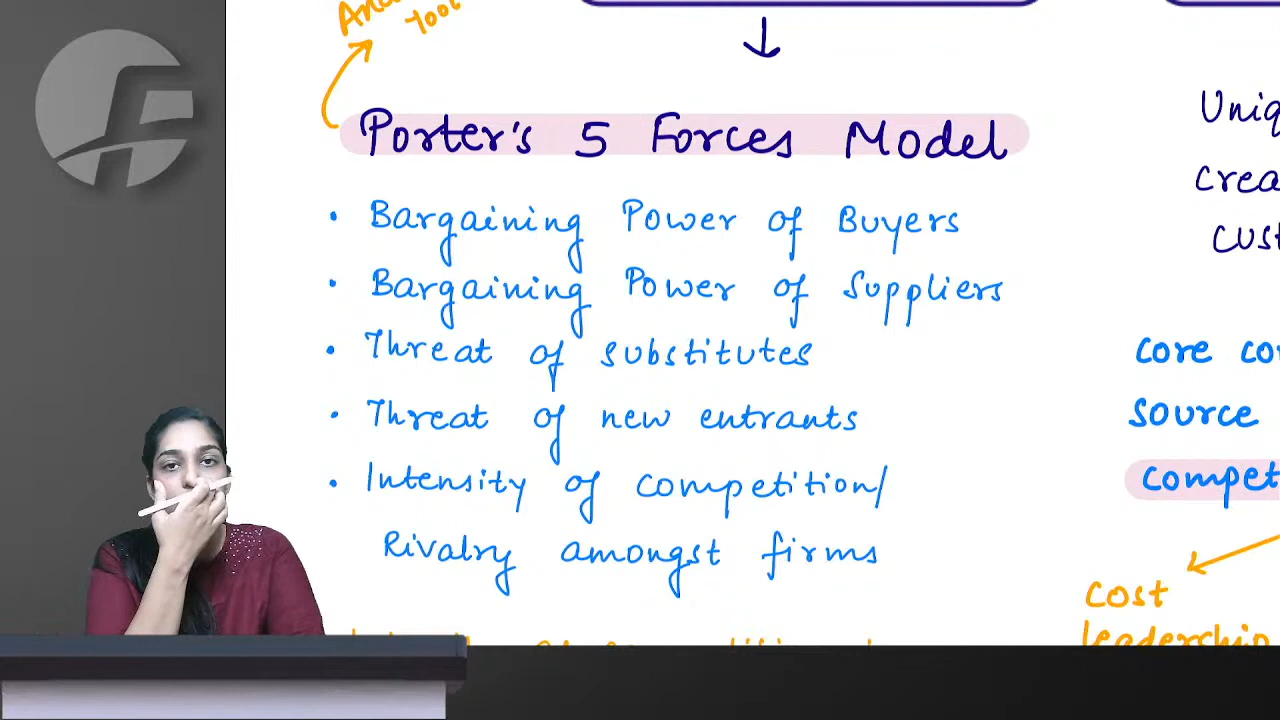 Porter's 5 Forces Model
• Bargaining Power of Buyers
• Bargaining Power of Suppliers
• Threat of substitutes
• Threat of new entrants
• Intensity of competition/
Rivalry amongst firms
core
source
Cost
leadership